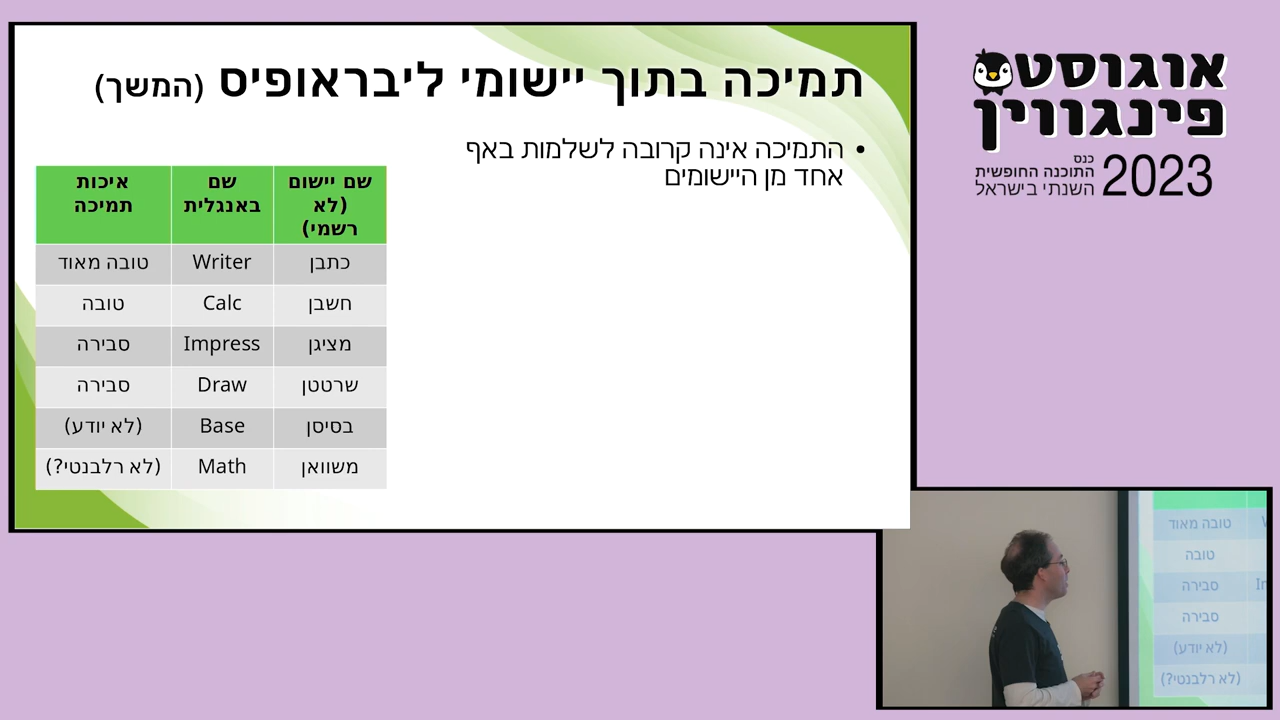 תמיכה בתוך יישומי ליבראופיס (המשך)
• התמיכה אינה קרובה לשלמות באף
אחד מן היישומים
שם יישום (לא רשמי) שם באנגלית איכות תמיכה
כתבן Writer טובה מאוד
חשבן Calc טובה
מציגן Impress סבירה
שרטטן Draw סבירה
בסיסן Base (לא יודע)
משוואן Math (לא רלבנטי?)
אוגוסט
פינגווין
2023 כנס
התוכנה החופשית
השנתי בישראל
טובה מאוד
טובה
סבירה
סבירה
(לא יודע)
(לא רלבנטי?)